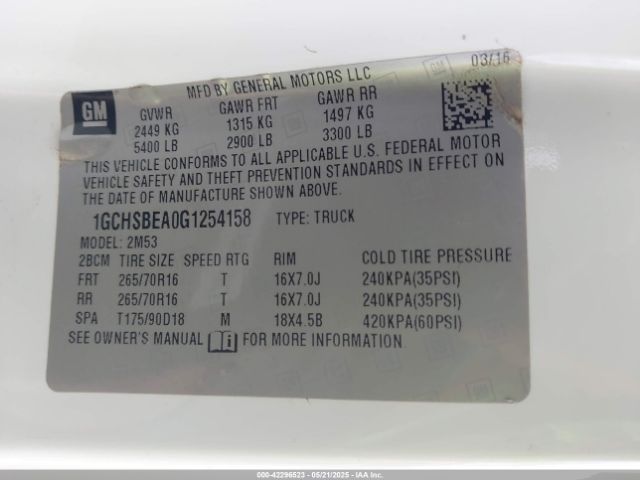 MFD BY GENERAL MOTORS LLC 03/16
GM GVWR GAWR FRT GAWR RR
2449 KG 1315 KG 1497 KG
5400 LB 2900 LB 3300 LB
THIS VEHICLE CONFORMS TO ALL APPLICABLE U.S. FEDERAL MOTOR
VEHICLE SAFETY AND THEFT PREVENTION STANDARDS IN EFFECT ON
THE DATE OF MANUFACTURE SHOWN ABOVE.
1GCHSBEA0G1254158 TYPE: TRUCK
MODEL: 2M53
2BCM TIRE SIZE SPEED RTG RIM COLD TIRE PRESSURE
FRT 265/70R16 T 16X7.0J 240KPA(35PSI)
RR 265/70R16 T 16X7.0J 240KPA(35PSI)
SPA T175/90D18 M 18X4.5B 420KPA(60PSI)
SEE OWNER'S MANUAL i FOR MORE INFORMATION
000-42296523 - 05/21/2025 - IAAI.COM